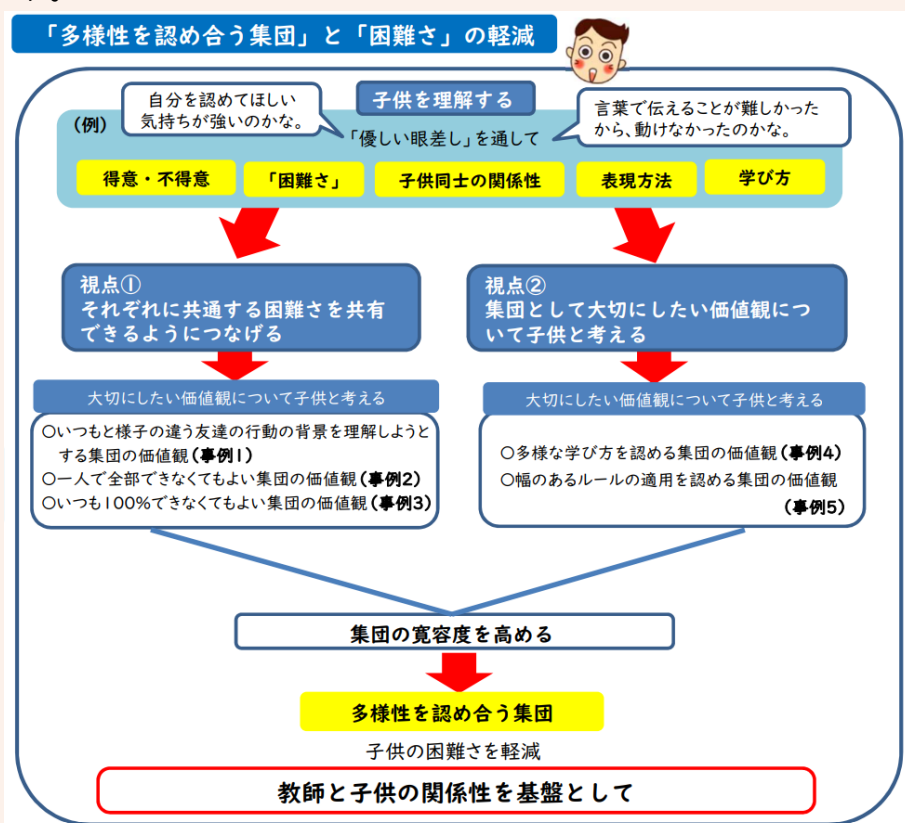 「多様性を認め合う集団」と「困難さ」の軽減
子供を理解する
自分を認めてほしい
気持ちが強いのかな。
言葉で伝えることが難しかった
から、動けなかったのかな。
(例)
「優しい眼差し」を通して
得意・不得意
「困難さ」
子供同士の関係性
表現方法
学び方
視点①
それぞれに共通する困難さを共有
できるようにつなげる
視点②
集団として大切にしたい価値観につ
いて子供と考える
大切にしたい価値観について子供と考える
○いつもと様子の違う友達の行動の背景を理解しようと
する集団の価値観(事例1)
○一人で全部できなくてもよい集団の価値観(事例2)
○いつも100%できなくてもよい集団の価値観(事例3)
大切にしたい価値観について子供と考える
○多様な学び方を認める集団の価値観(事例4)
○幅のあるルールの適用を認める集団の価値観
(事例5)
集団の寛容度を高める
多様性を認め合う集団
子供の困難さを軽減
教師と子供の関係性を基盤として